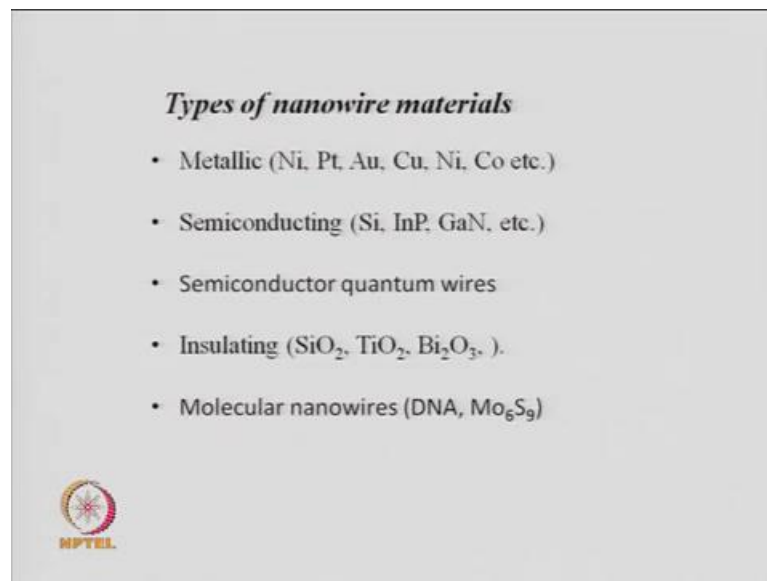 Types of nanowire materials
• Metallic (Ni, Pt, Au, Cu, Ni, Co etc.)
• Semiconducting (Si, InP, GaN, etc.)
• Semiconductor quantum wires
• Insulating (SiO₂, TiO₂, Bi₂O₃, ).
• Molecular nanowires (DNA, Mo₆S₉)
NPTEL